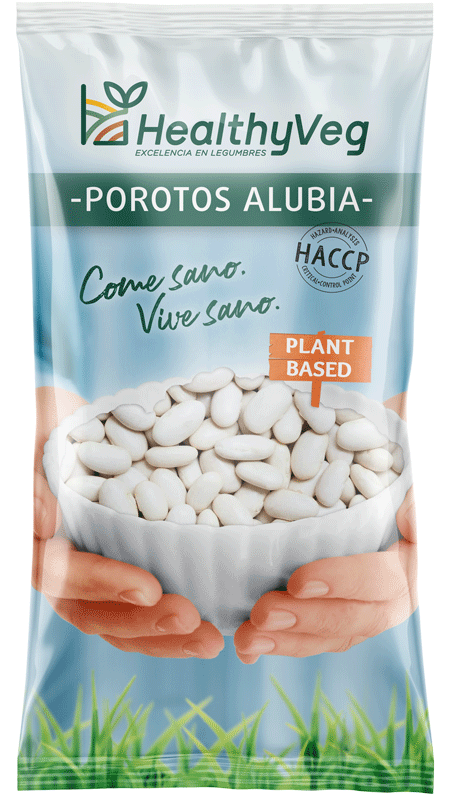 HealthyVeg
EXCELENCIA EN LEGUMBRES
-POROTOS ALUBIA-
HAZARD•ANALYSIS
HACCP
CRITICAL•CONTROL POINT
Come sano.
Vive sano.
PLANT
BASED